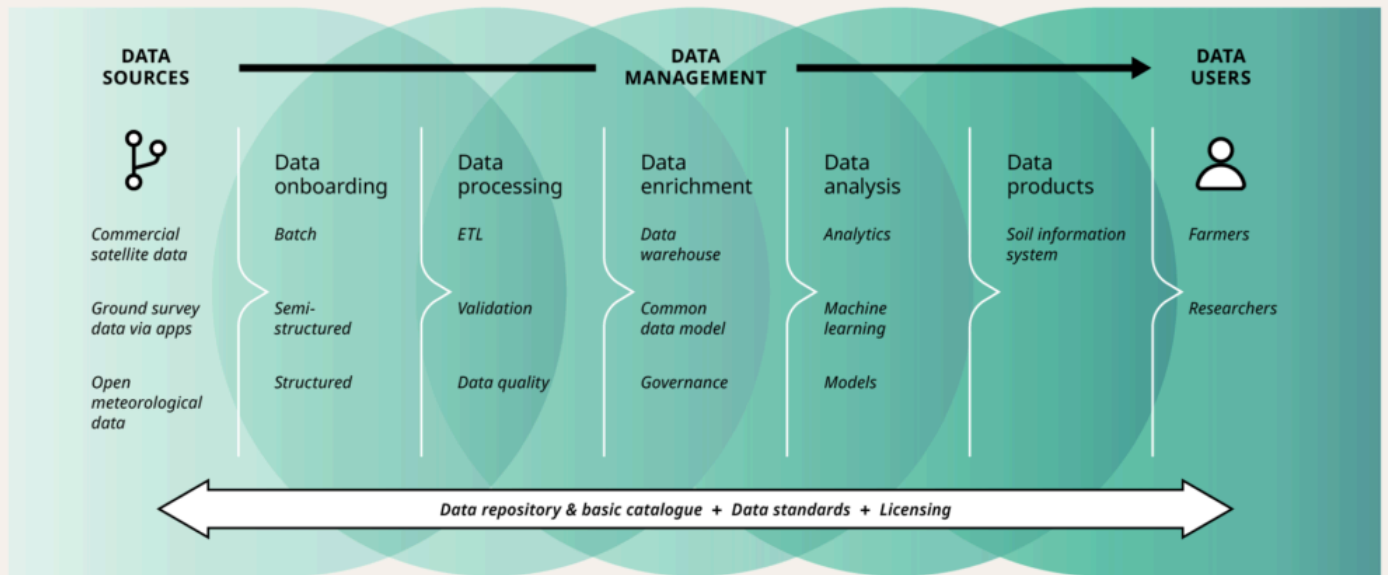 DATA
SOURCES
DATA
MANAGEMENT
DATA
USERS
Commercial
satellite data
Ground survey
data via apps
Open
meteorological
data
Data
onboarding
Batch
Semi-
structured
Structured
Data
processing
ETL
Validation
Data quality
Data
enrichment
Data
warehouse
Common
data model
Governance
Data
analysis
Analytics
Machine
learning
Models
Data
products
Soil information
system
Farmers
Researchers
Data repository & basic catalogue + Data standards + Licensing